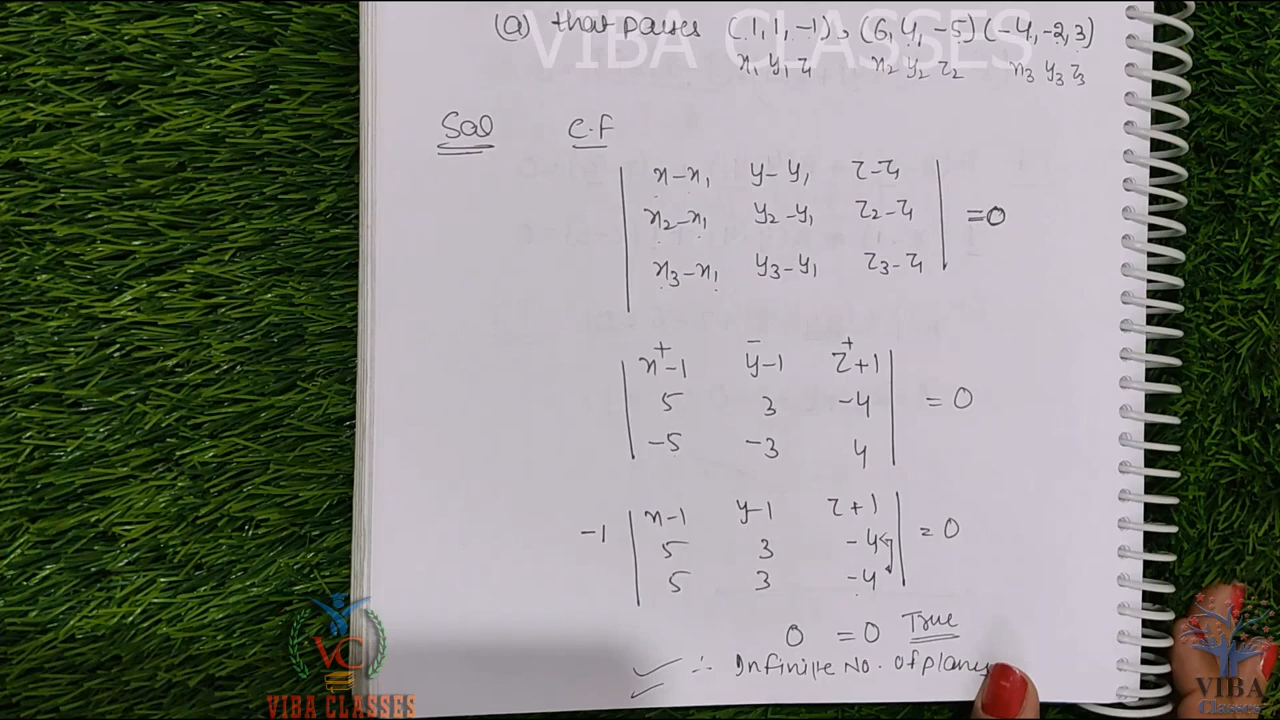 (a) that passes (1, 1, -1), (6, 4, -5) (-4, -2, 3)
x₁ y₁ z₁ x₂ y₂ z₂ x₃ y₃ z₃
VIBA CLASSES
Sol C.F
| x-x₁ y-y₁ z-z₁ |
| x₂-x₁ y₂-y₁ z₂-z₁ | =0
| x₃-x₁ y₃-y₁ z₃-z₁ |
+ - +
| x-1 y-1 z+1 |
| 5 3 -4 | = 0
| -5 -3 4 |
-1 | x-1 y-1 z+1 | = 0
| 5 3 -4 |
| 5 3 -4 |
0 = 0 True
∴ Infinite No. of planes
VC
VIBA CLASSES
VIBA
Classes